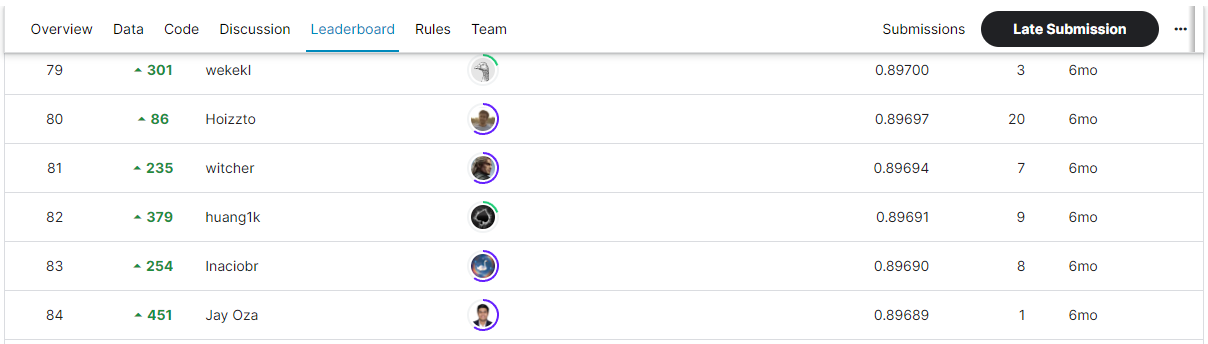 Overview Data Code Discussion Leaderboard Rules Team Submissions Late Submission ...
79 301 wekekl 0.89700 3 6mo
80 86 Hoizzto 0.89697 20 6mo
81 235 witcher 0.89694 7 6mo
82 379 huang1k 0.89691 9 6mo
83 254 Inaciobr 0.89690 8 6mo
84 451 Jay Oza 0.89689 1 6mo